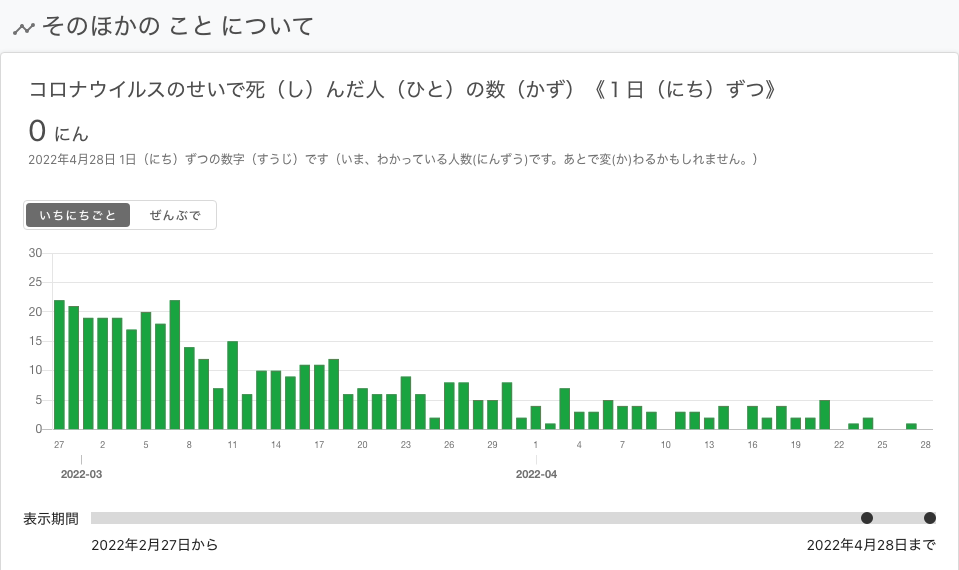 そのほかの こと について
コロナウイルスのせいで死（し）んだ人（ひと）の数（かず）《１日（にち）ずつ》
0 にん
2022年4月28日 1日（にち）ずつの数字（すうじ）です（いま、わかっている人数(にんずう)です。あとで変(か)わるかもしれません。）
いちにちごと ぜんぶで
30
25
20
15
10
5
0
27 2 5 8 11 14 17 20 23 26 29 1 4 7 10 13 16 19 22 25 28
2022-03 2022-04
表示期間
2022年2月27日から 2022年4月28日まで